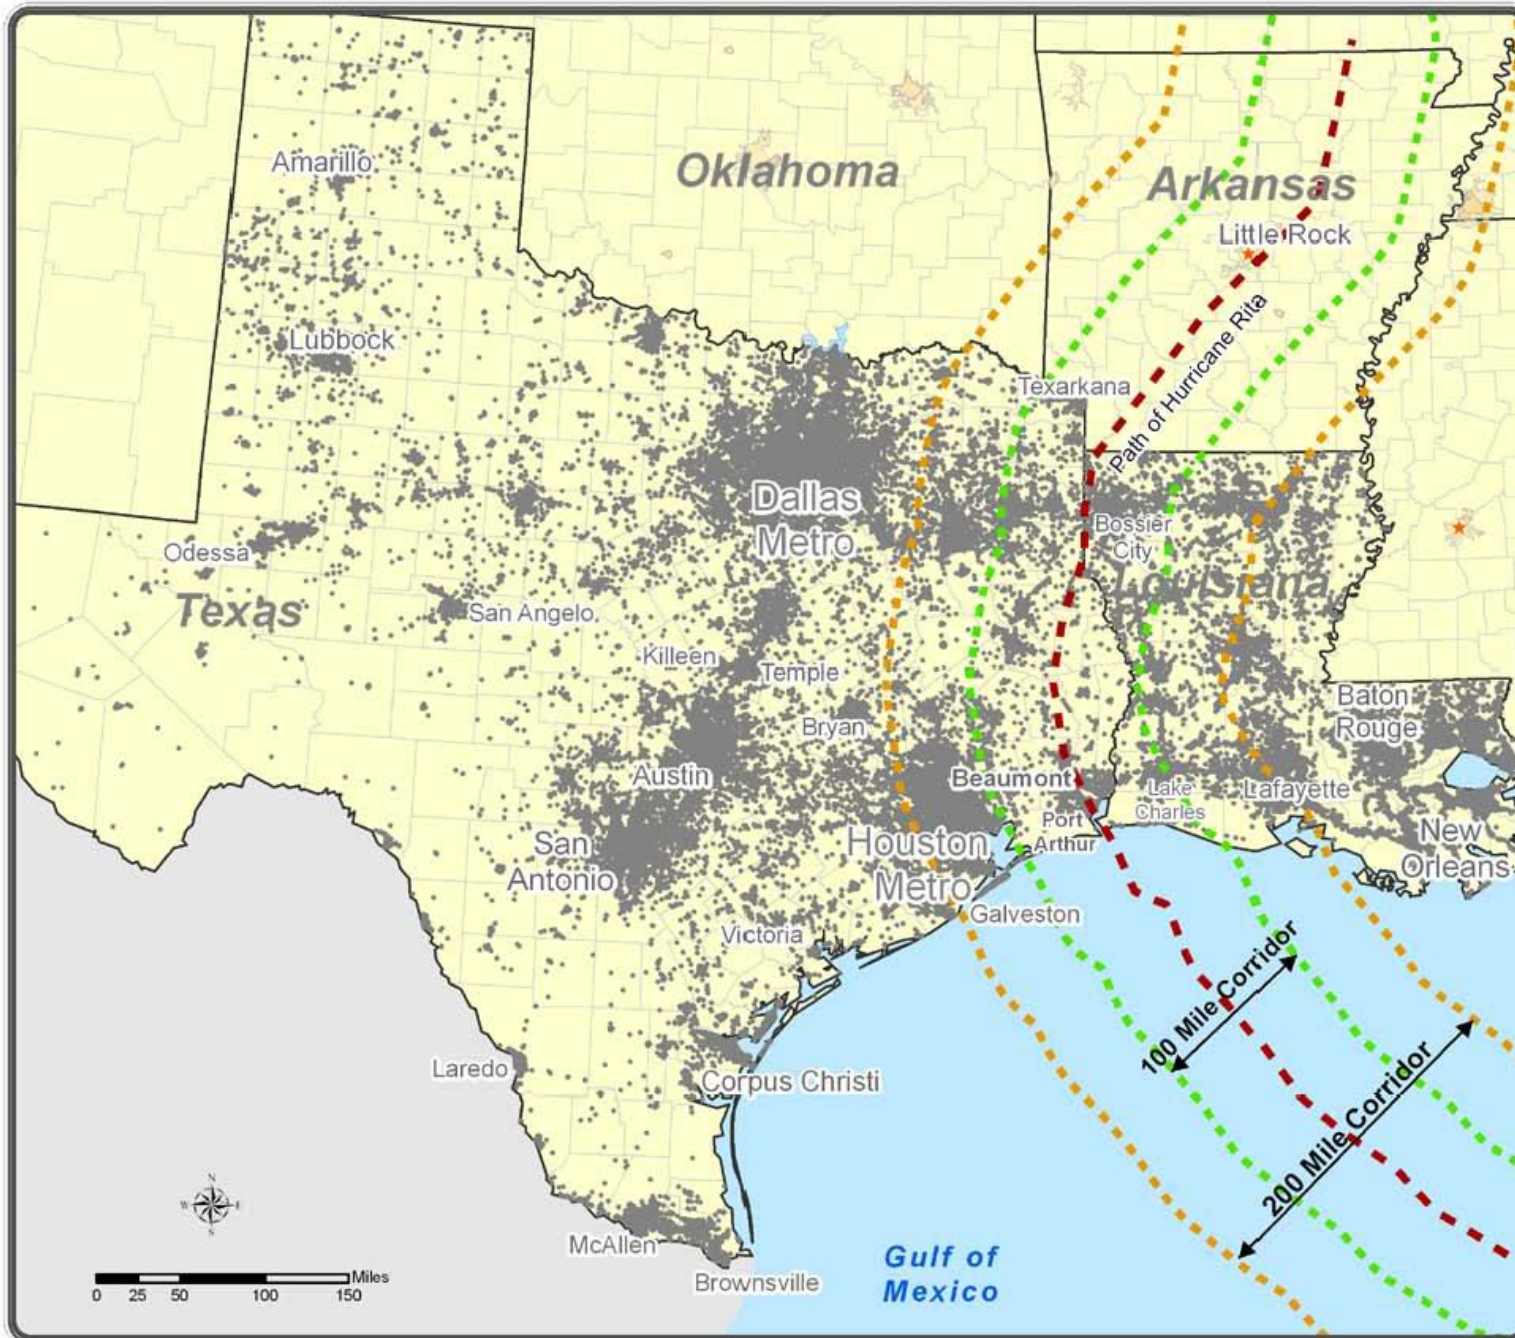 Amarillo
Oklahoma
Arkansas
Little Rock
Path of Hurricane Rita
Lubbock
Texarkana
Dallas
Metro
Bossier
City
Louisiana
Odessa
Texas
San Angelo
Killeen
Temple
Bryan
Baton
Rouge
Austin
Beaumont
Lake
Charles
Lafayette
Port
Arthur
New
Orleans
San
Antonio
Houston
Metro
Galveston
Victoria
100 Mile Corridor
200 Mile Corridor
Laredo
Corpus Christi
N
W
E
S
McAllen
Brownsville
Gulf of
Mexico
Miles
0 25 50 100 150